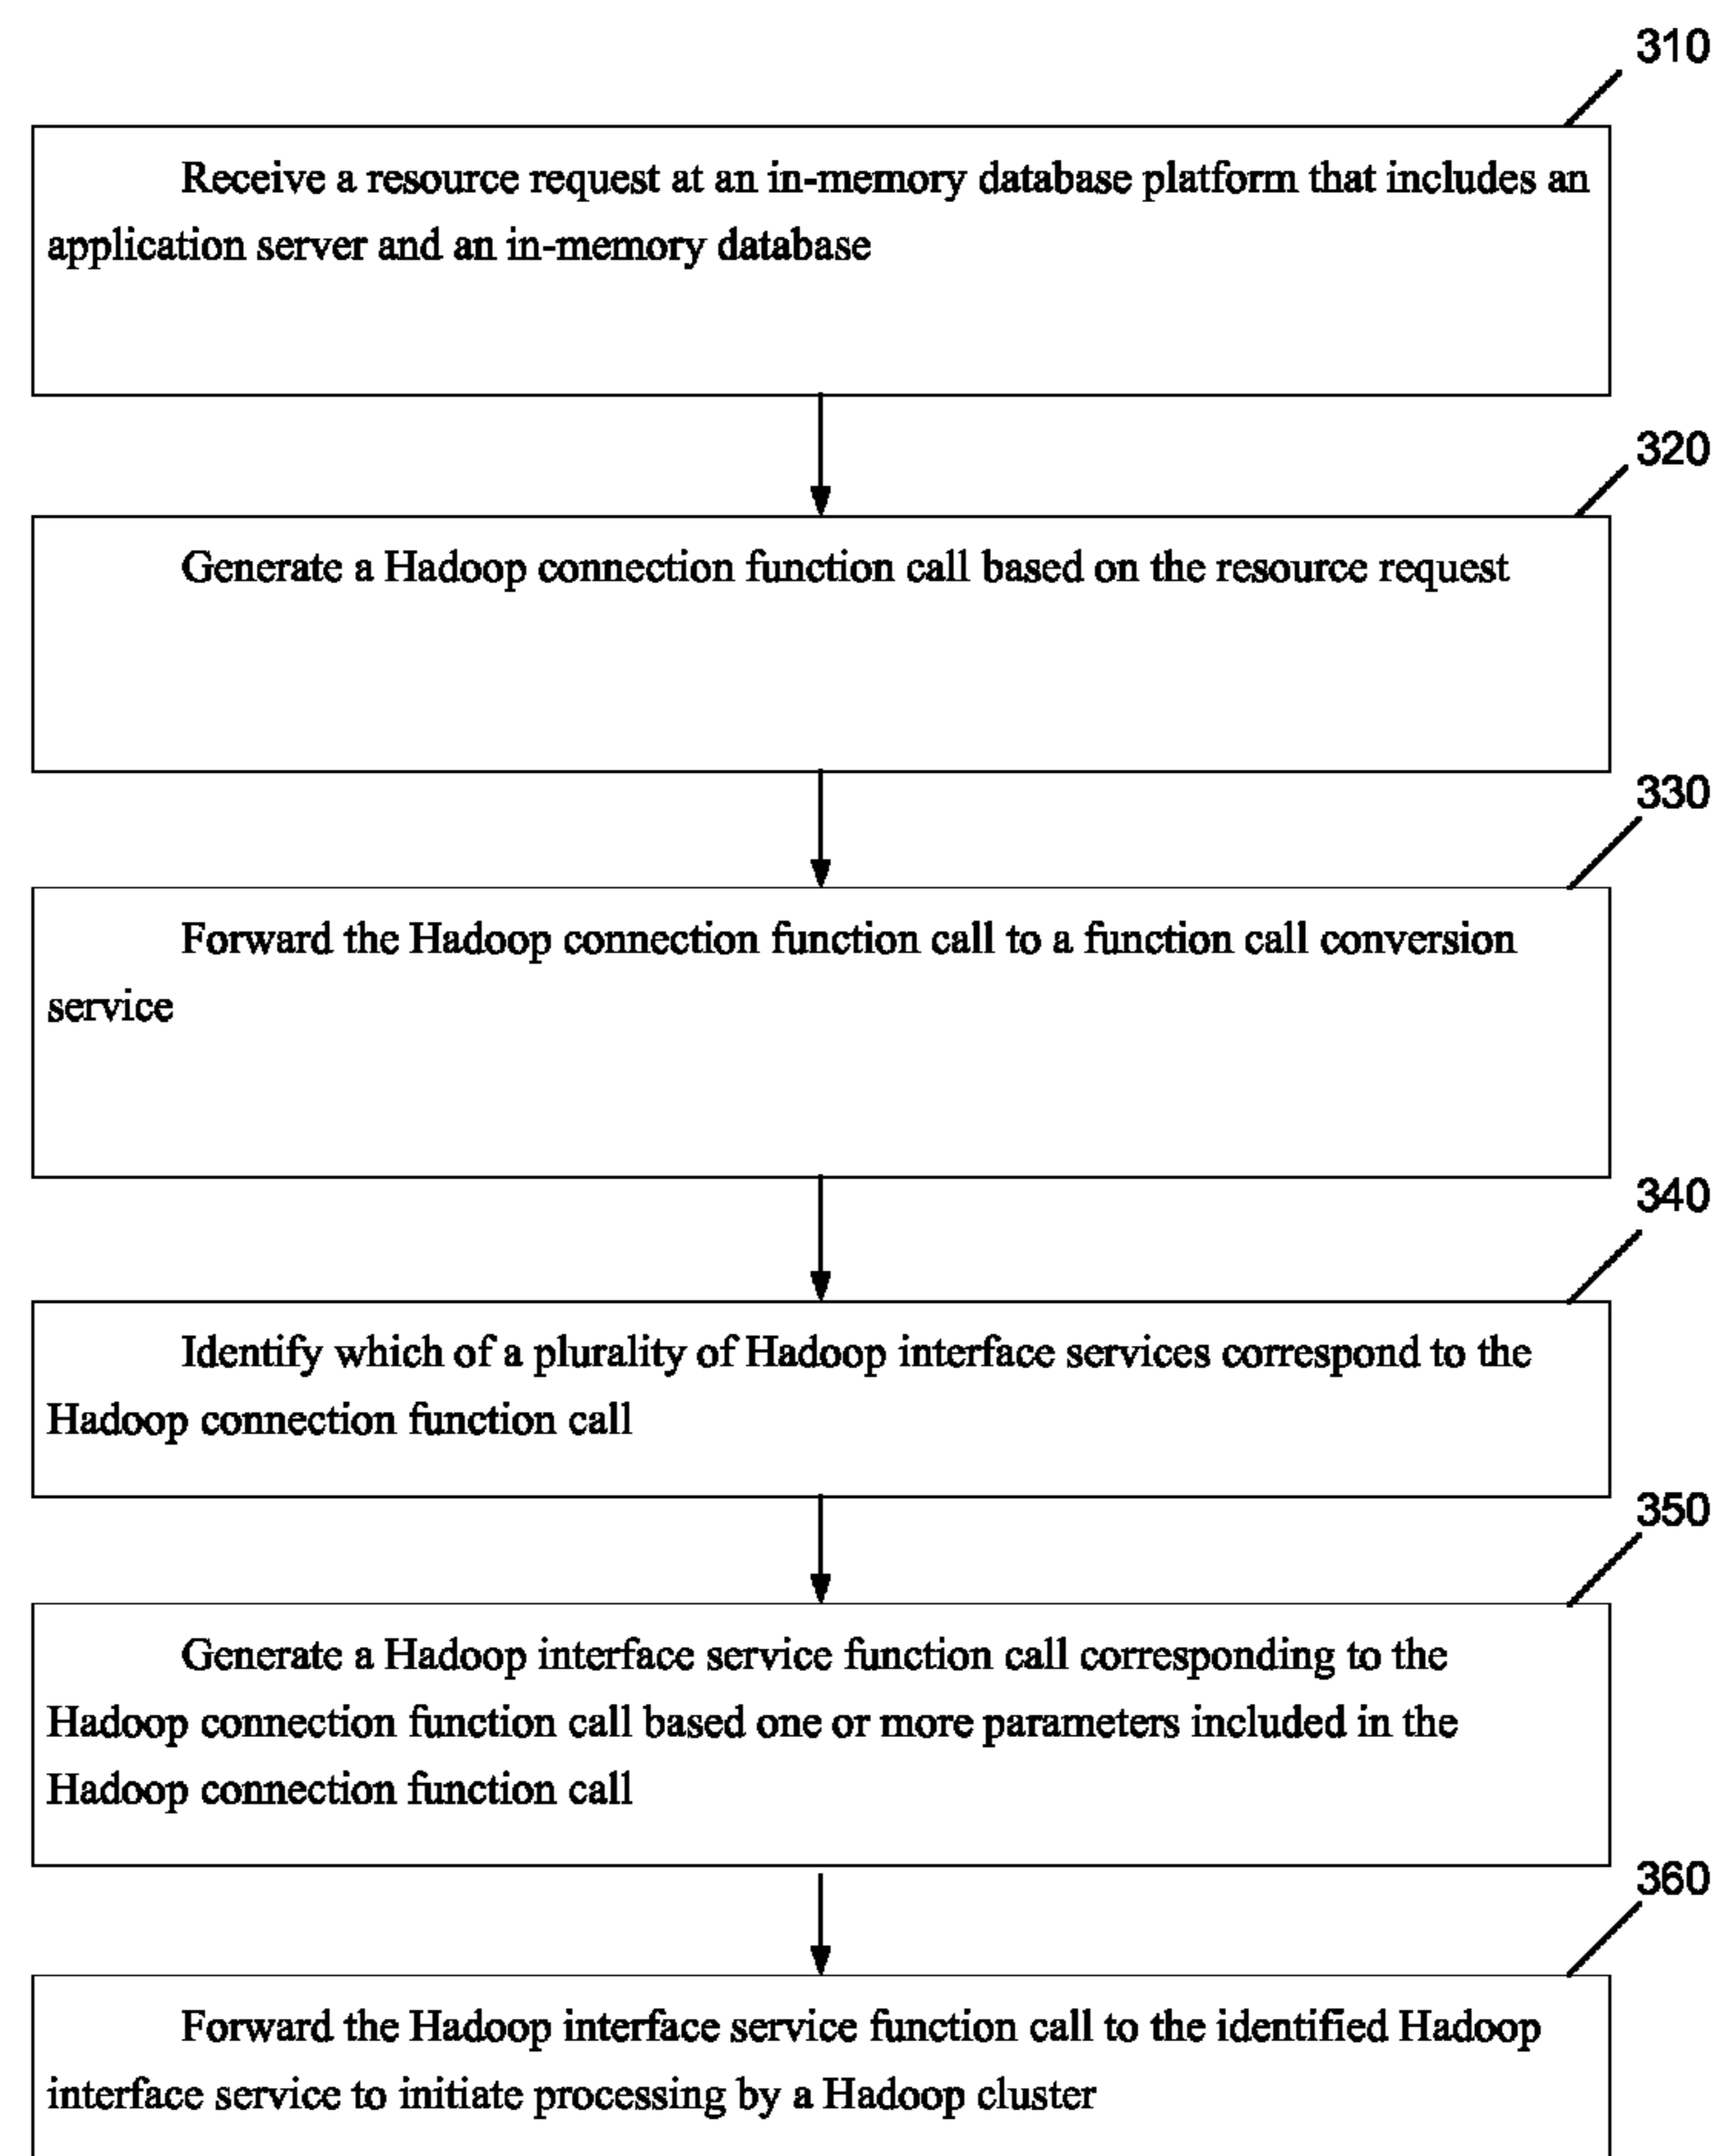 310
Receive a resource request at an in-memory database platform that includes an
application server and an in-memory database
320
Generate a Hadoop connection function call based on the resource request
330
Forward the Hadoop connection function call to a function call conversion
service
340
Identify which of a plurality of Hadoop interface services correspond to the
Hadoop connection function call
350
Generate a Hadoop interface service function call corresponding to the
Hadoop connection function call based one or more parameters included in the
Hadoop connection function call
360
Forward the Hadoop interface service function call to the identified Hadoop
interface service to initiate processing by a Hadoop cluster